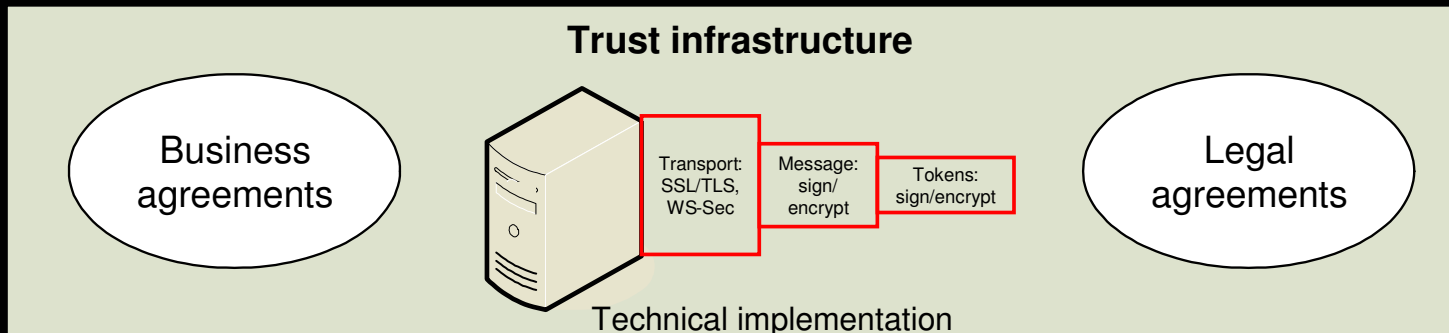 Trust infrastructure
Business
agreements
Transport:
SSL/TLS,
WS-Sec
Message:
sign/
encrypt
Tokens:
sign/encrypt
Legal
agreements
Technical implementation